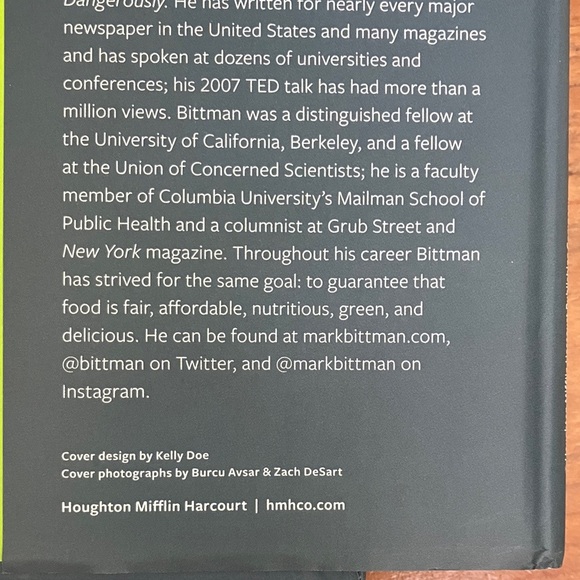 Dangerously. He has written for nearly every major
newspaper in the United States and many magazines
and has spoken at dozens of universities and
conferences; his 2007 TED talk has had more than a
million views. Bittman was a distinguished fellow at
the University of California, Berkeley, and a fellow
at the Union of Concerned Scientists; he is a faculty
member of Columbia University’s Mailman School of
Public Health and a columnist at Grub Street and
New York magazine. Throughout his career Bittman
has strived for the same goal: to guarantee that
food is fair, affordable, nutritious, green, and
delicious. He can be found at markbittman.com,
@bittman on Twitter, and @markbittman on
Instagram.
Cover design by Kelly Doe
Cover photographs by Burcu Avsar & Zach DeSart
Houghton Mifflin Harcourt | hmhco.com